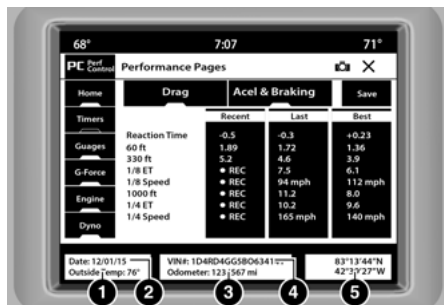 68° 7:07 71°
PC Perf Control Performance Pages
Home Drag Acel & Braking Save
Timers Recent Last Best
Reaction Time -0.5 -0.3 +0.23
60 ft 1.89 1.72 1.36
Guages 330 ft 5.2 4.6 3.9
1/8 ET • REC 7.5 6.1
G-Force 1/8 Speed • REC 94 mph 112 mph
1000 ft • REC 11.2 8.0
Engine 1/4 ET • REC 10.2 9.6
1/4 Speed • REC 165 mph 140 mph
Dyno
Date: 12/01/15 VIN#: 83°13'44"N
Outside Temp: 76° Odometer: 123,567 mi
1 2 3 4 5